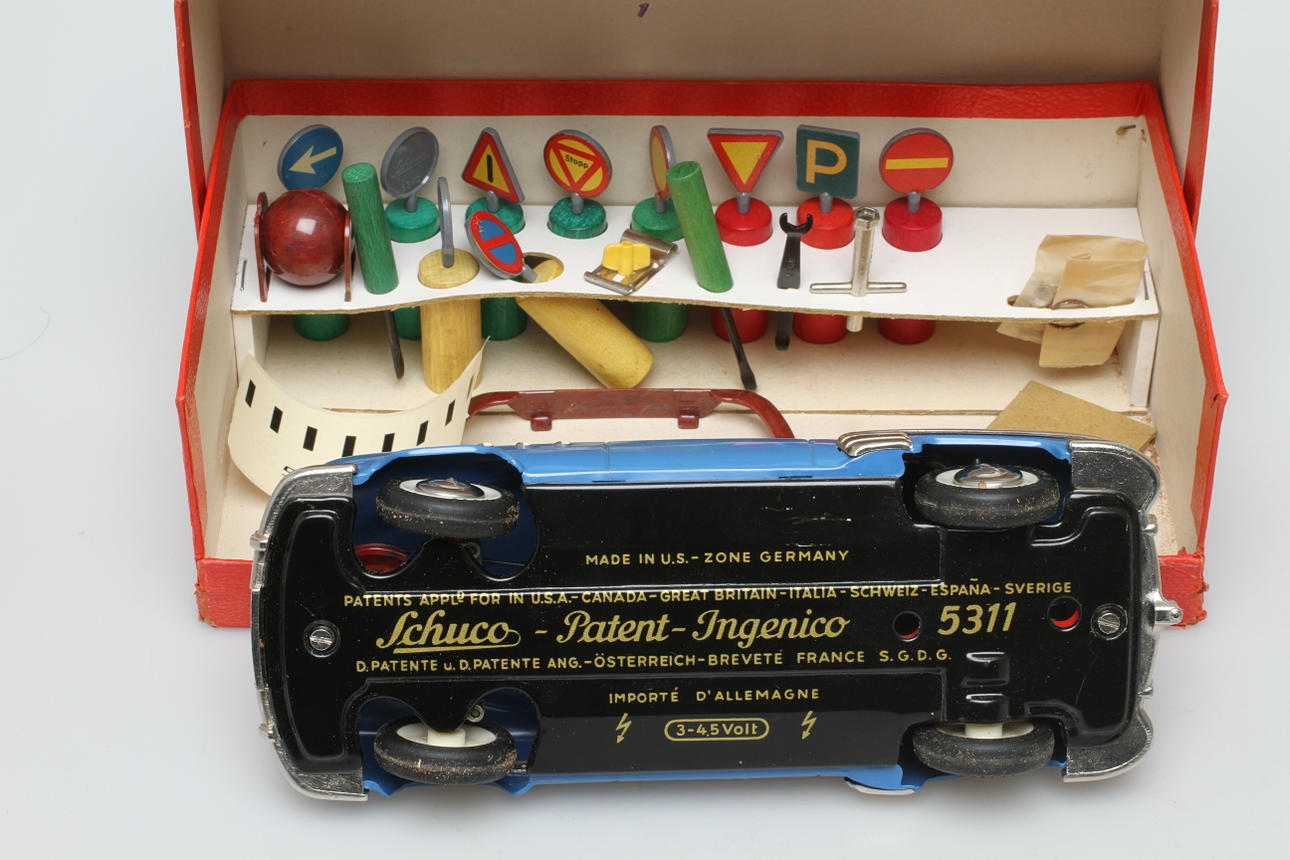 Stopp
P
MADE IN U.S.-ZONE GERMANY
PATENTS APPLD FOR IN U.S.A.-CANADA-GREAT BRITAIN-ITALIA-SCHWEIZ-ESPAÑA-SVERIGE
Schuco - Patent-Ingenico 5311
D.PATENTE u. D.PATENTE ANG.-ÖSTERREICH-BREVETÉ FRANCE S.G.D.G.
IMPORTÉ D'ALLEMAGNE
3-4,5 Volt